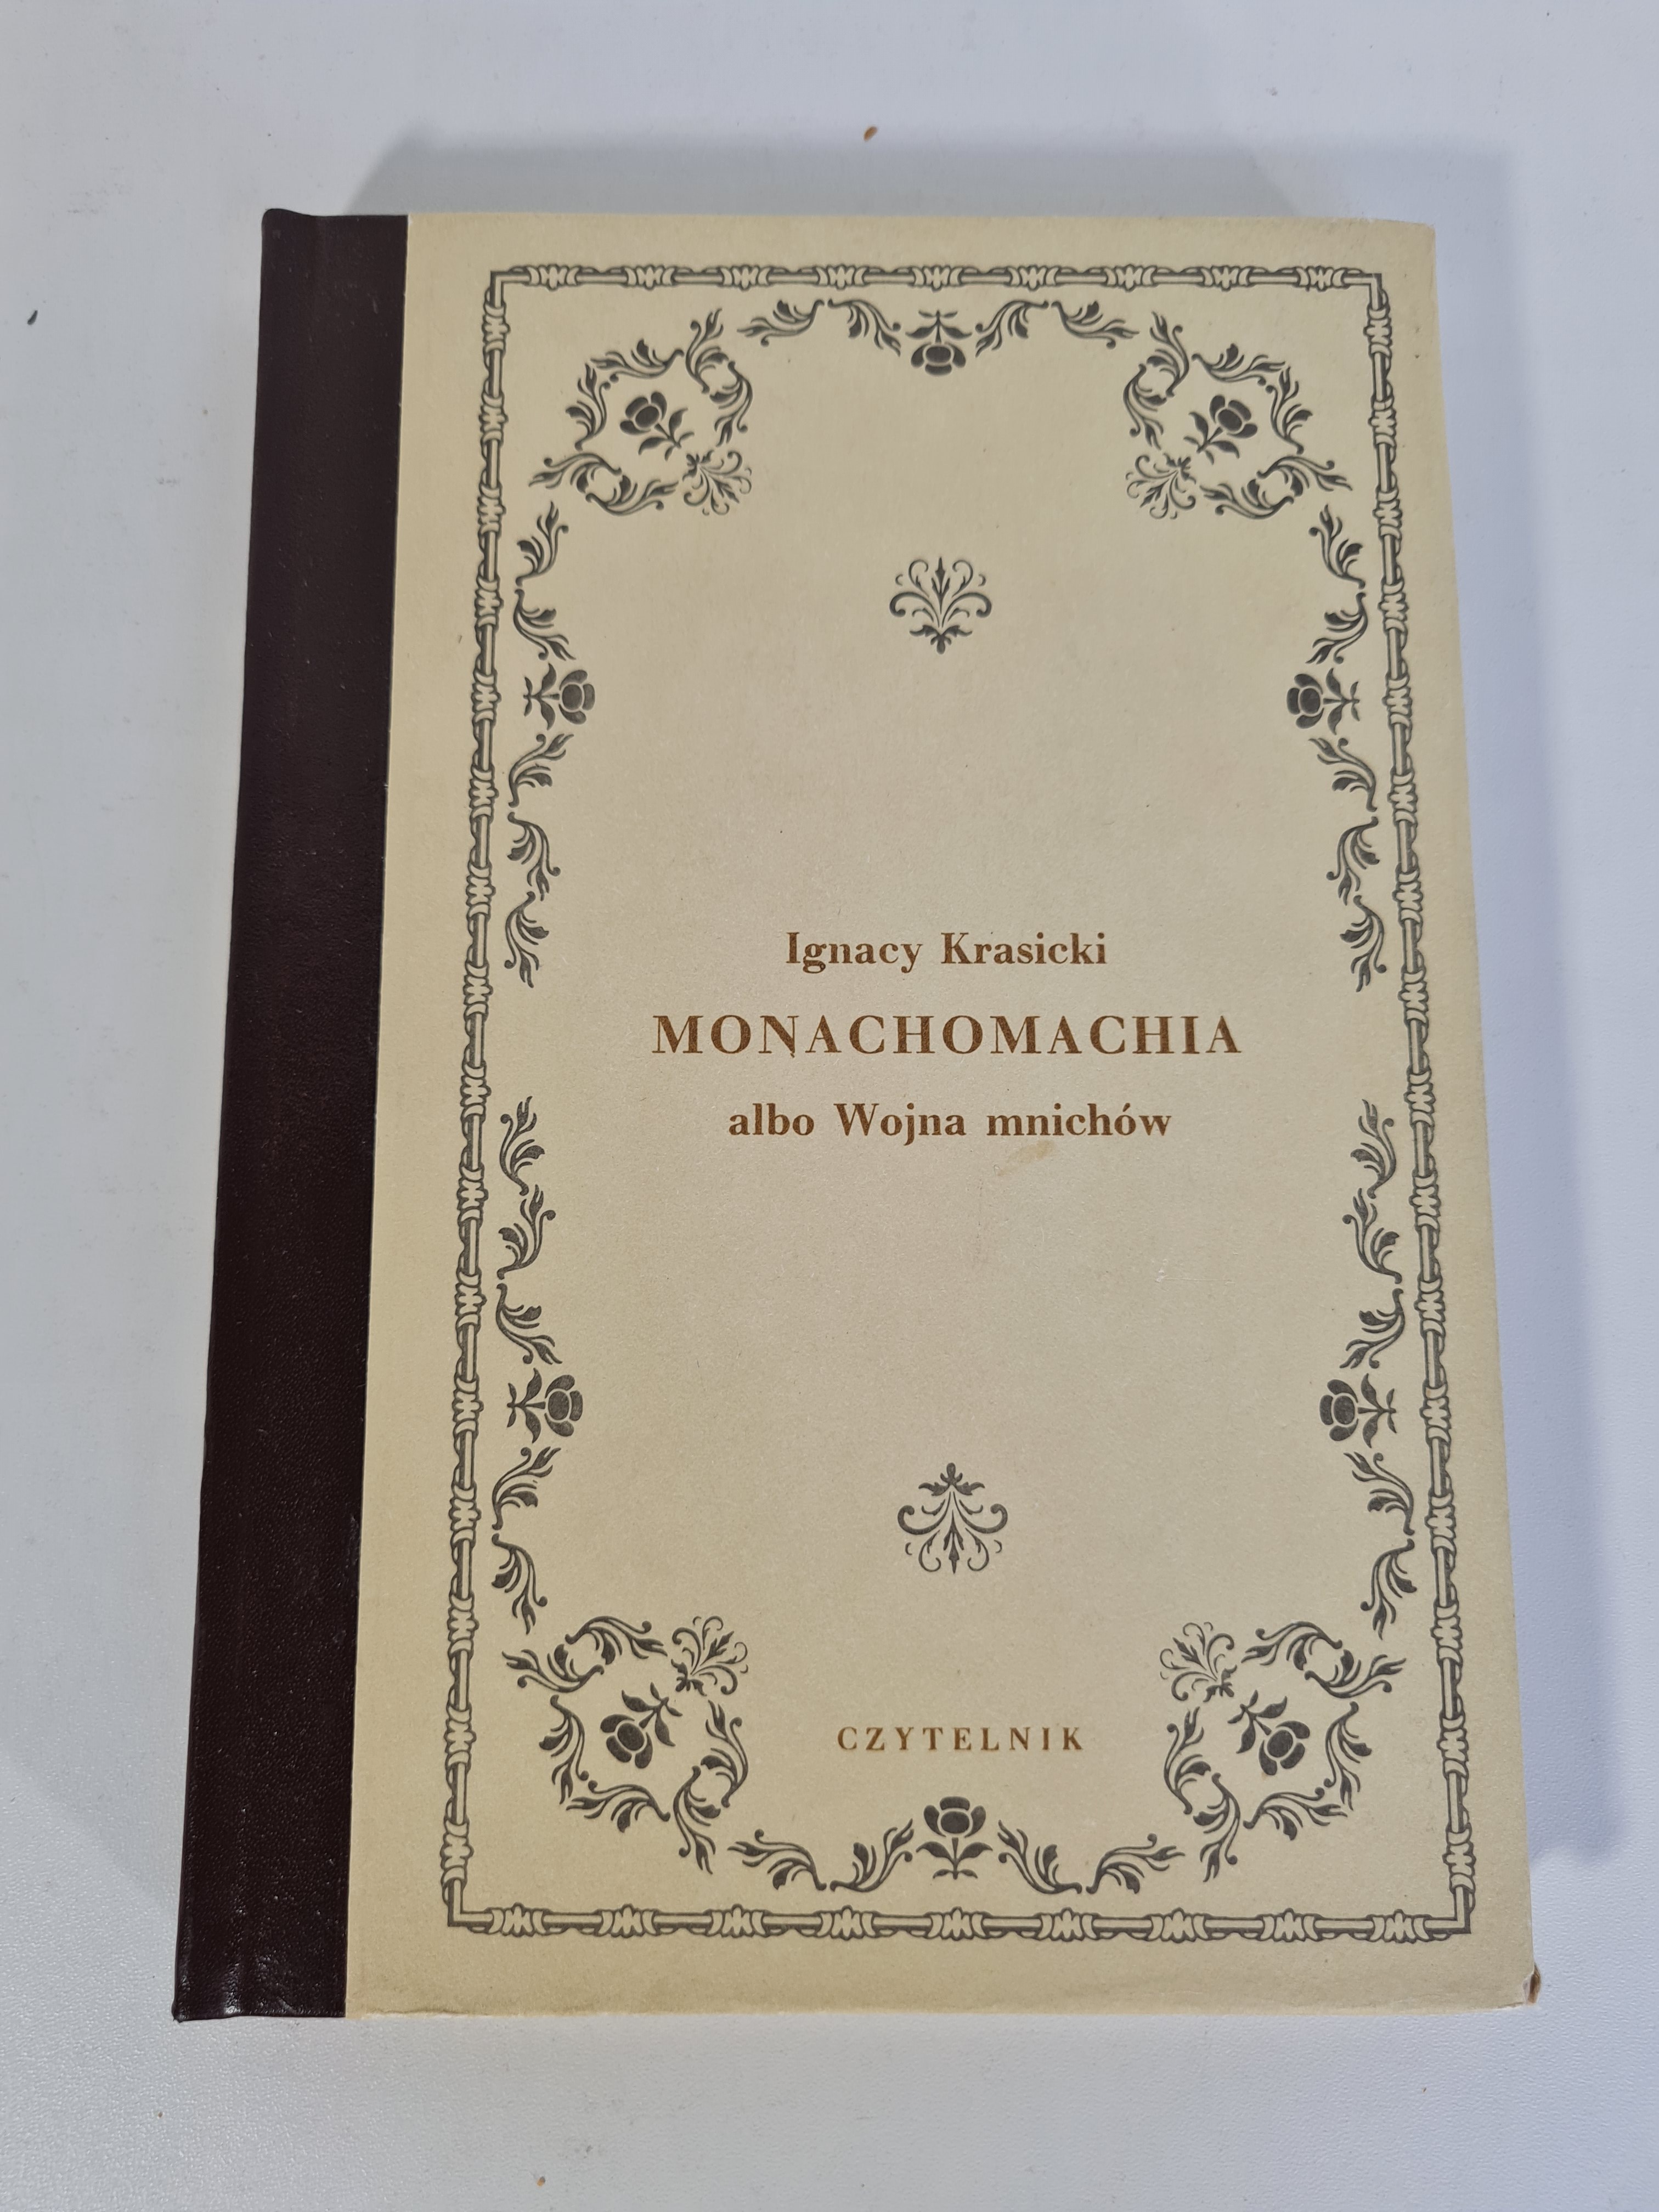 Ignacy Krasicki
MONACHOMACHIA
albo Wojna mnichów
CZYTELNIK